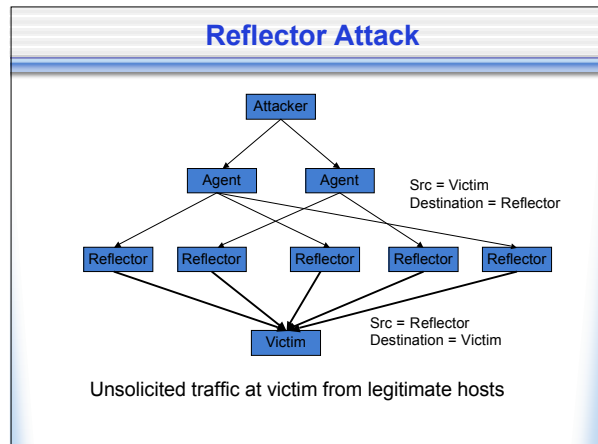 Reflector Attack
Attacker
Agent Agent
Src = Victim
Destination = Reflector
Reflector Reflector Reflector Reflector Reflector
Src = Reflector
Destination = Victim
Victim
Unsolicited traffic at victim from legitimate hosts